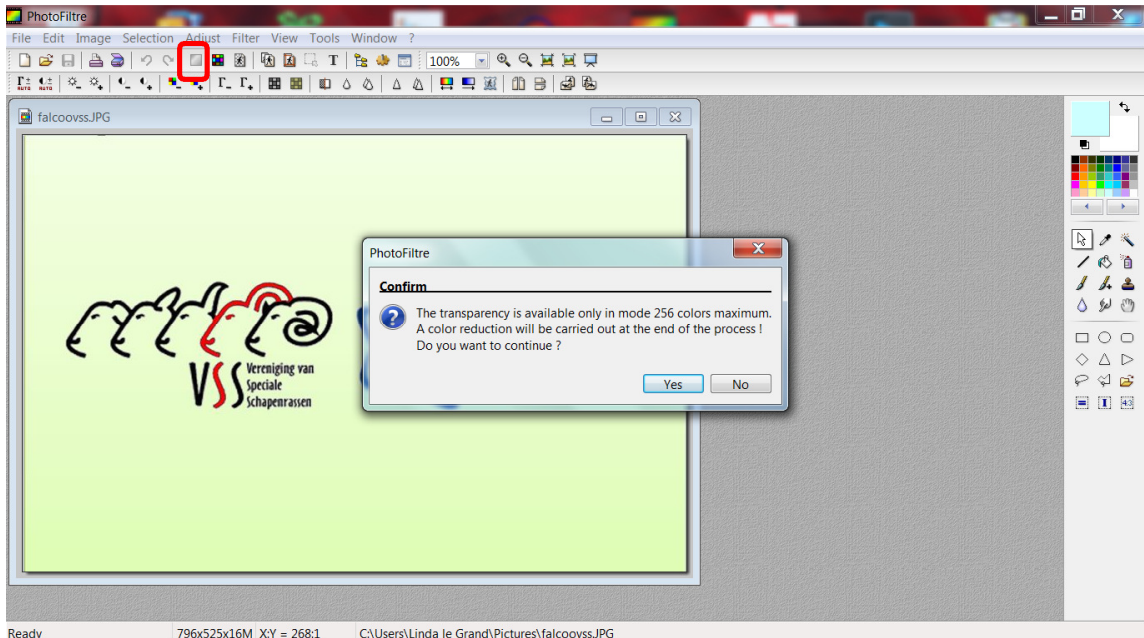 PhotoFiltre
File Edit Image Selection Adjust Filter View Tools Window ?
T 100%
AUTO AUTO
falcoovss.JPG
PhotoFiltre
Confirm
The transparency is available only in mode 256 colors maximum.
A color reduction will be carried out at the end of the process !
Do you want to continue ?
Yes No
VSS Vereniging van
Speciale
Schapenrassen
Ready 796x525x16M X:Y = 268:1 C:\Users\Linda le Grand\Pictures\falcoovss.JPG